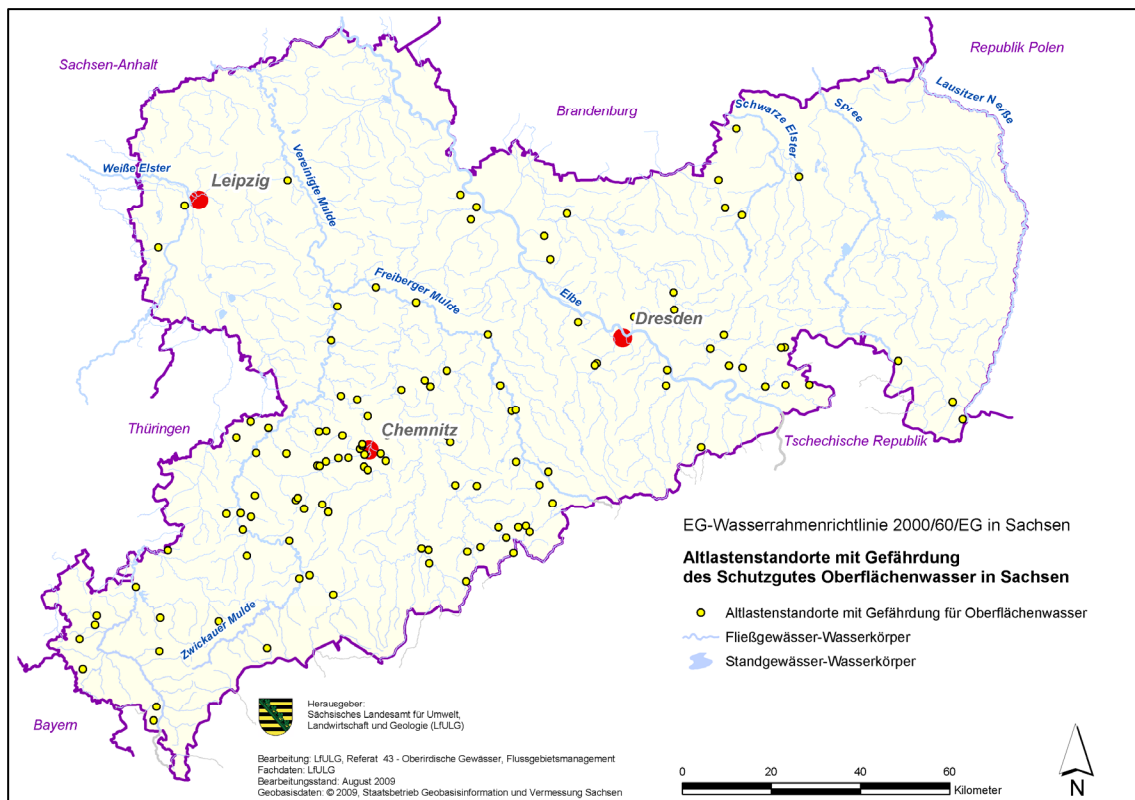 Republik Polen
Sachsen-Anhalt
Lausitzer Neiße
Brandenburg
Schwarze Elster
Spree
Vereinigte Mulde
Weiße Elster
Leipzig
Freiberger Mulde
Elbe
Dresden
Thüringen
Chemnitz
Tschechische Republik
Zwickauer Mulde
Bayern
EG-Wasserrahmenrichtlinie 2000/60/EG in Sachsen
Altlastenstandorte mit Gefährdung
des Schutzgutes Oberflächenwasser in Sachsen
Altlastenstandorte mit Gefährdung für Oberflächenwasser
Fließgewässer-Wasserkörper
Standgewässer-Wasserkörper
Herausgeber:
Sächsisches Landesamt für Umwelt,
Landwirtschaft und Geologie (LfULG)
Bearbeitung: LfULG, Referat 43 - Oberirdische Gewässer, Flussgebietsmanagement
Fachdaten: LfULG
Bearbeitungsstand: August 2009
Geobasisdaten: © 2009, Staatsbetrieb Geobasisinformation und Vermessung Sachsen
0 20 40 60
Kilometer
N